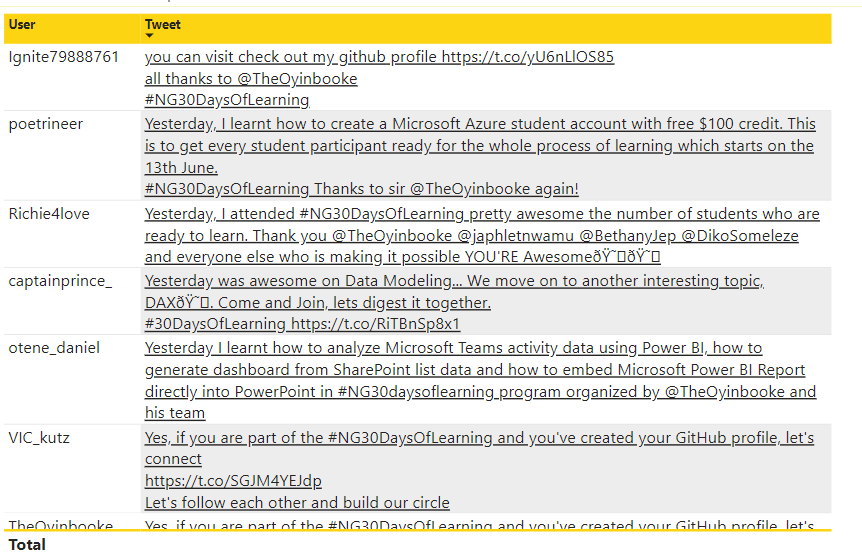 User Tweet
Ignite79888761 you can visit check out my github profile https://t.co/yU6nLlOS85
all thanks to @TheOyinbooke
#NG30DaysOfLearning
poetrineer Yesterday, I learnt how to create a Microsoft Azure student account with free $100 credit. This
is to get every student participant ready for the whole process of learning which starts on the
13th June.
#NG30DaysOfLearning Thanks to sir @TheOyinbooke again!
Richie4love Yesterday, I attended #NG30DaysOfLearning pretty awesome the number of students who are
ready to learn. Thank you @TheOyinbooke @japhletnwamu @BethanyJep @DikoSomeleze
and everyone else who is making it possible YOU'RE AwesomeðŸ˜ðŸ˜
captainprince_ Yesterday was awesome on Data Modeling... We move on to another interesting topic,
DAXðŸ˜. Come and Join, lets digest it together.
#30DaysOfLearning https://t.co/RiTBnSp8x1
otene_daniel Yesterday I learnt how to analyze Microsoft Teams activity data using Power BI, how to
generate dashboard from SharePoint list data and how to embed Microsoft Power BI Report
directly into PowerPoint in #NG30daysoflearning program organized by @TheOyinbooke and
his team
VIC_kutz Yes, if you are part of the #NG30DaysOfLearning and you've created your GitHub profile, let's
connect
https://t.co/SGJM4YEJdp
Let's follow each other and build our circle
TheOyinbooke Yes, if you are part of the #NG30DaysOfLearning and you've created your GitHub profile, let's
Total